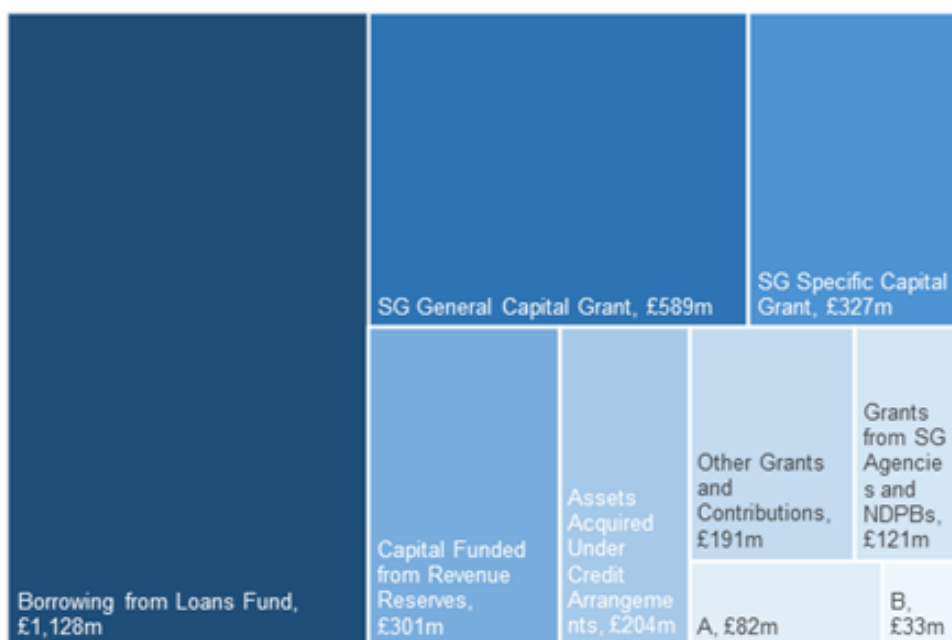 Borrowing from Loans Fund,
£1,128m
SG General Capital Grant, £589m
SG Specific Capital
Grant, £327m
Capital Funded
from Revenue
Reserves,
£301m
Assets
Acquired
Under
Credit
Arrangeme
nts, £204m
Other Grants
and
Contributions,
£191m
Grants
from SG
Agencie
s and
NDPBs,
£121m
A, £82m
B,
£33m